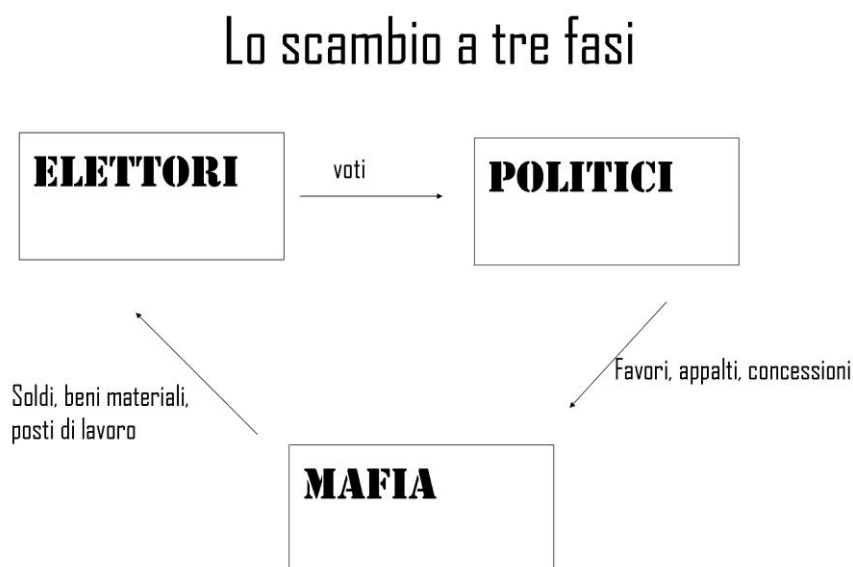 Lo scambio a tre fasi
ELETTORI
voti
POLITICI
Favori, appalti, concessioni
Soldi, beni materiali,
posti di lavoro
MAFIA